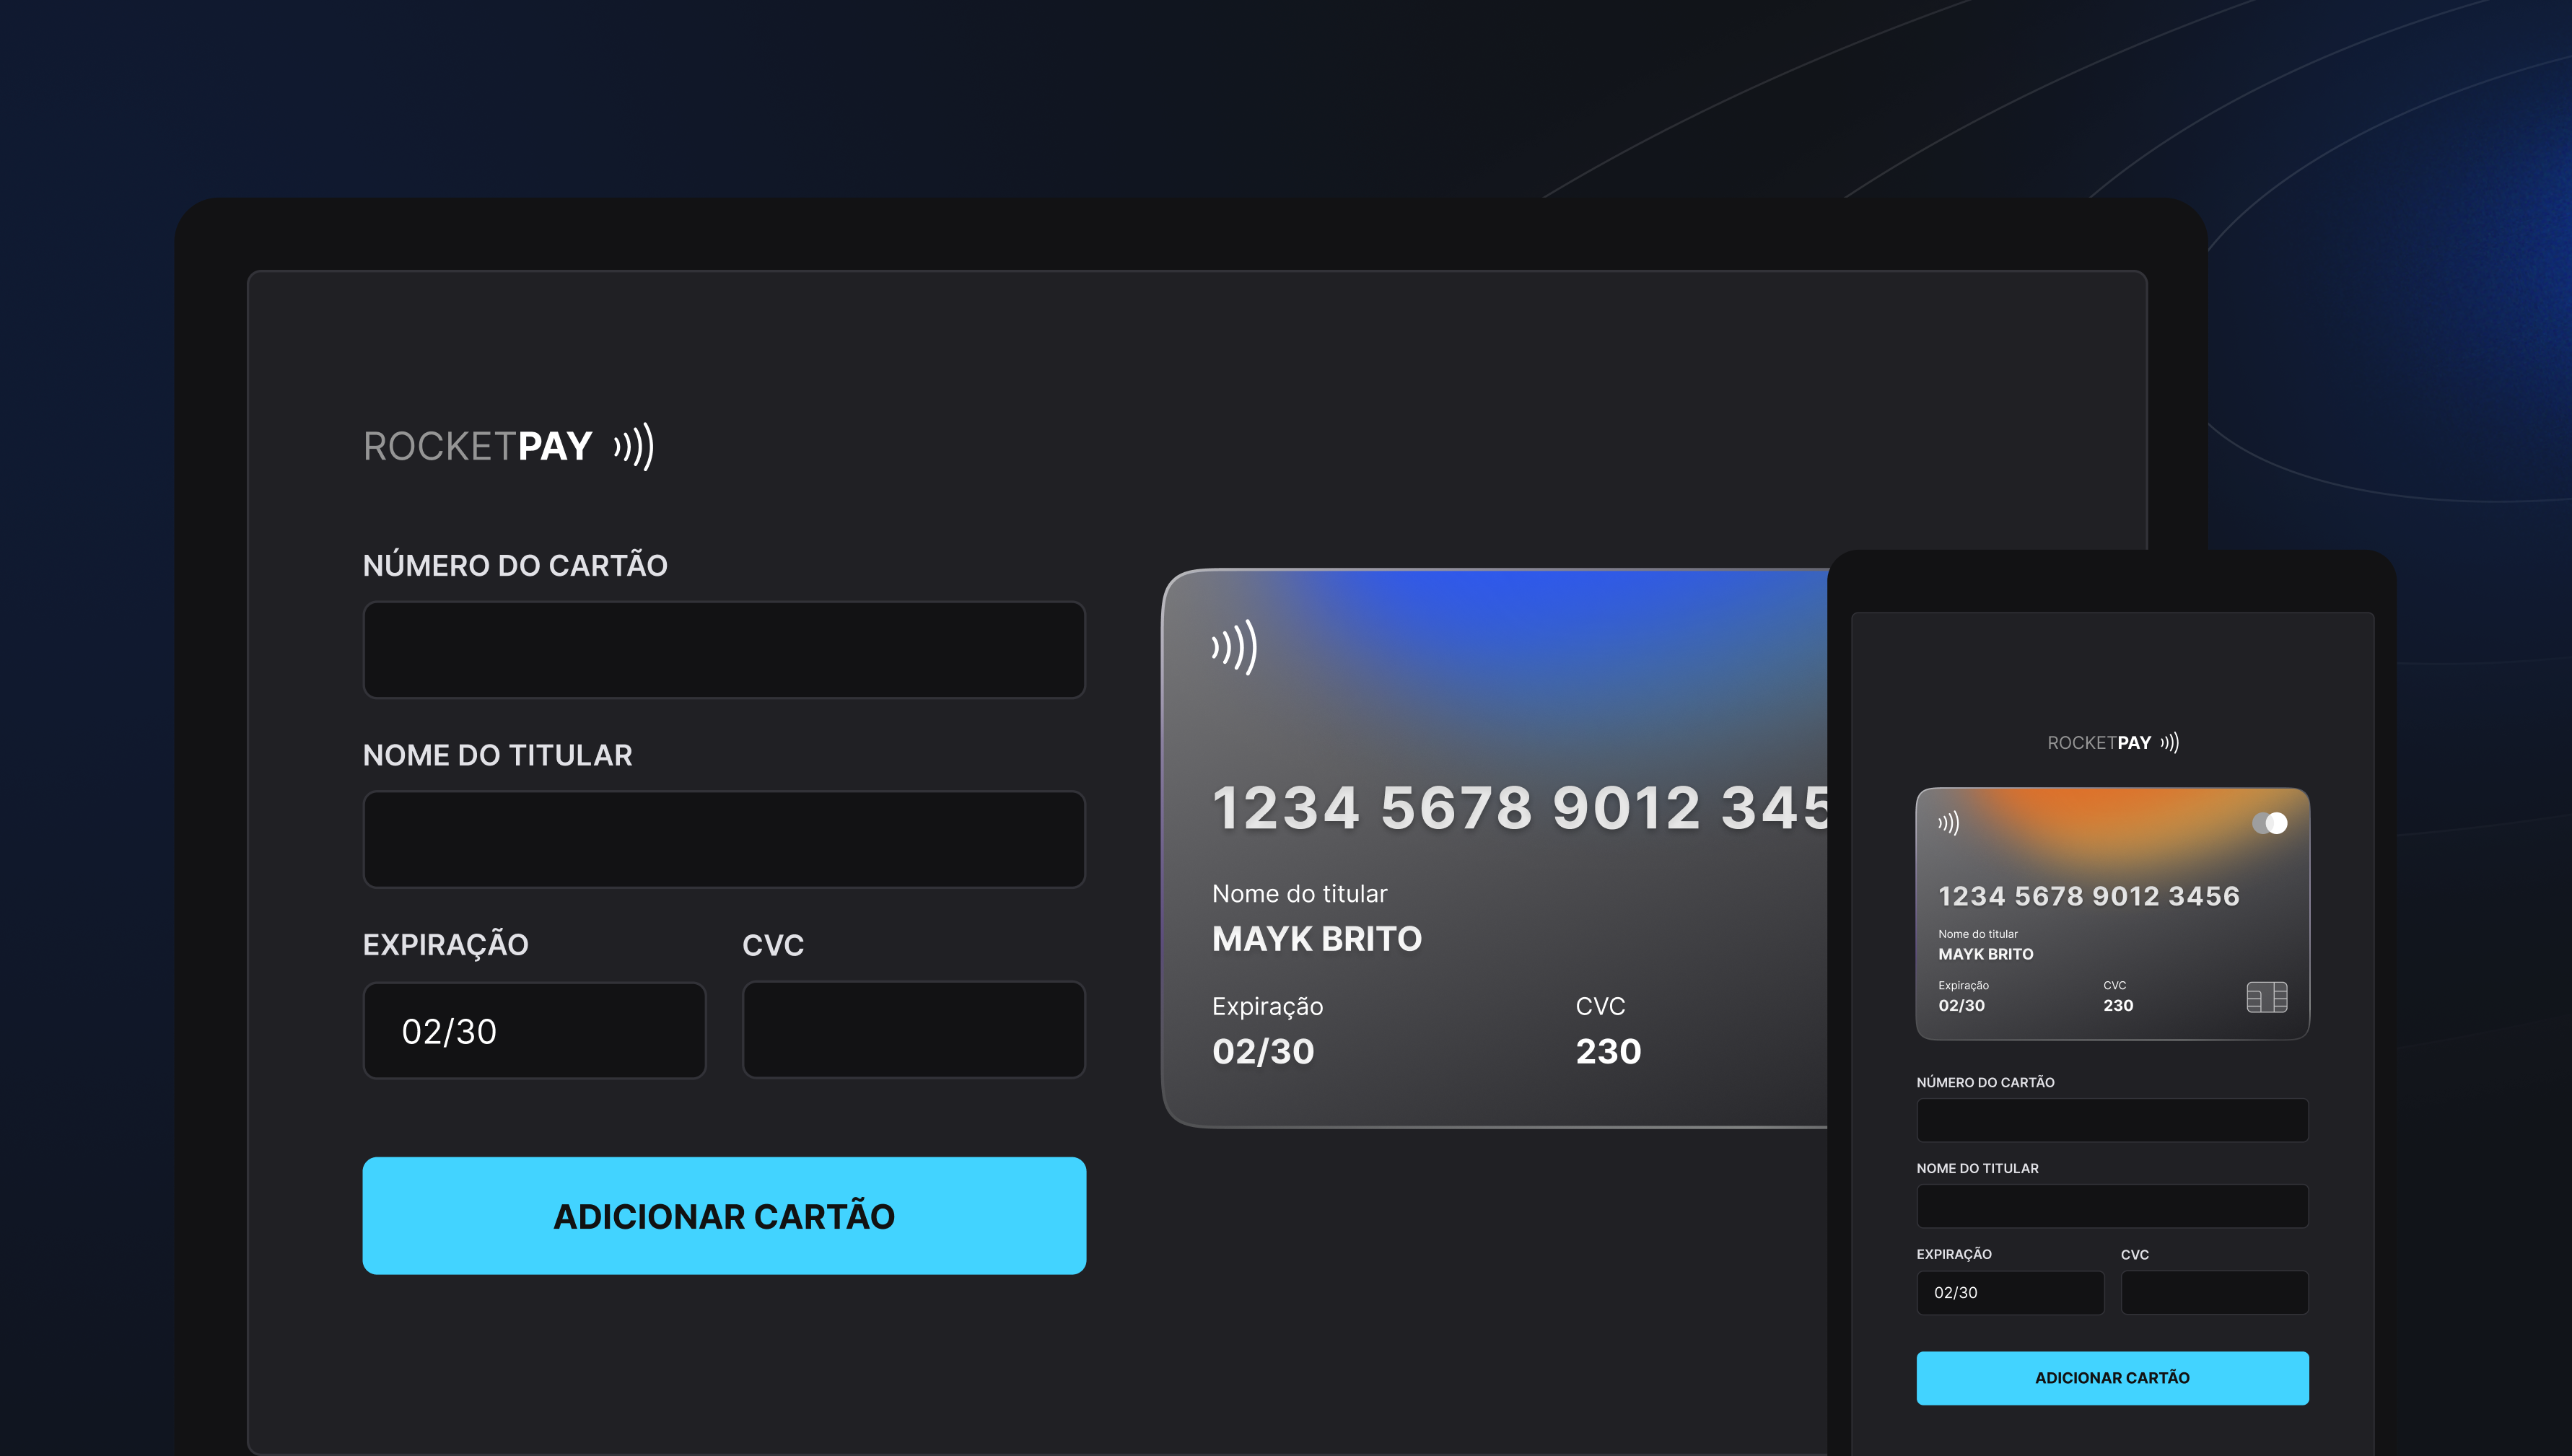 ROCKETPAY
NÚMERO DO CARTÃO
NOME DO TITULAR
EXPIRAÇÃO CVC
02/30
ADICIONAR CARTÃO
1234 5678 9012 345
Nome do titular
MAYK BRITO
Expiração CVC
02/30 230
ROCKETPAY
1234 5678 9012 3456
Nome do titular
MAYK BRITO
Expiração CVC
02/30 230
NÚMERO DO CARTÃO
NOME DO TITULAR
EXPIRAÇÃO CVC
02/30
ADICIONAR CARTÃO